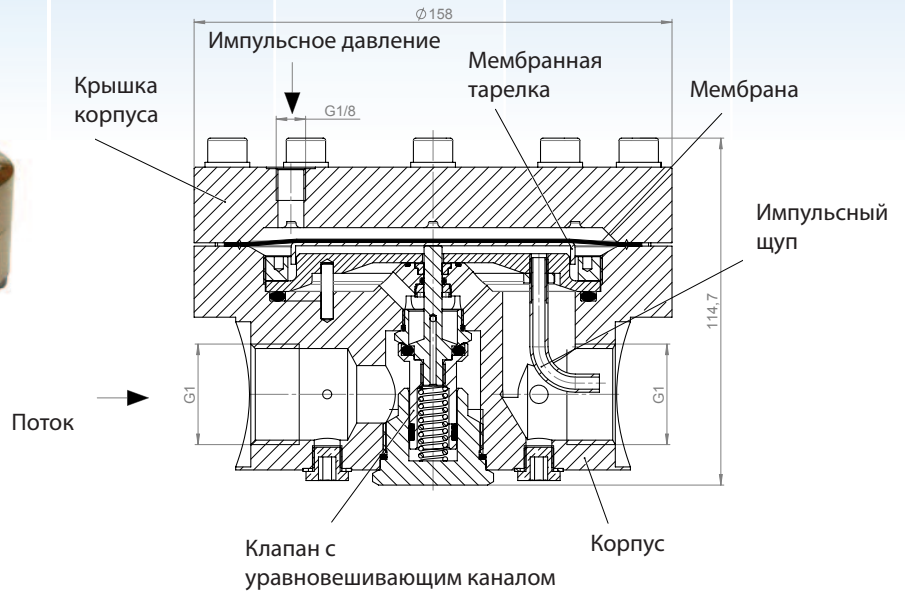 Ø158
Импульсное давление
Мембранная
тарелка
Крышка
корпуса
G1/8
Мембрана
Импульсный
щуп
114,7
G1
G1
Поток
Клапан с
уравновешивающим каналом
Корпус